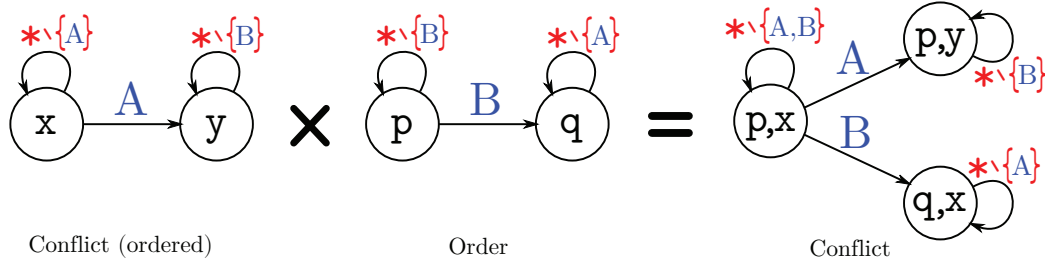 *\{A}
*\{B}
*\{B}
*\{A}
*\{A,B}
x
A
y
×
p
B
q
=
p,x
A
p,y
*\{B}
B
q,x
*\{A}
Conflict (ordered)
Order
Conflict